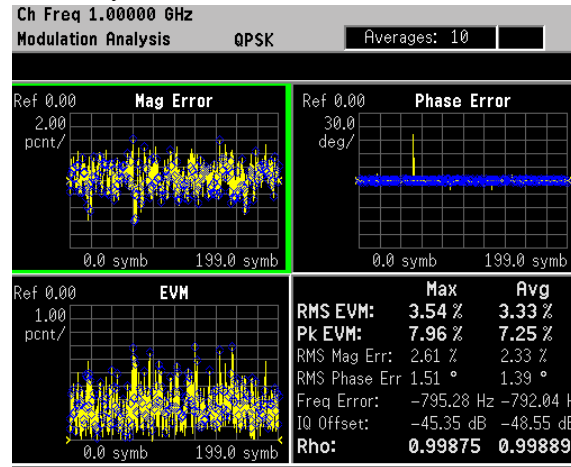 Ch Freq 1.00000 GHz
Modulation Analysis QPSK Averages: 10
Ref 0.00 Mag Error
2.00
pcnt/
0.0 symb 199.0 symb
Ref 0.00 Phase Error
30.0
deg/
0.0 symb 199.0 symb
Ref 0.00 EVM
1.00
pcnt/
0.0 symb 199.0 symb
Max Avg
RMS EVM: 3.54 % 3.33 %
Pk EVM: 7.96 % 7.25 %
RMS Mag Err: 2.61 % 2.33 %
RMS Phase Err 1.51 ° 1.39 °
Freq Error: -795.28 Hz -792.04 H
IQ Offset: -45.35 dB -48.55 dB
Rho: 0.99875 0.99889